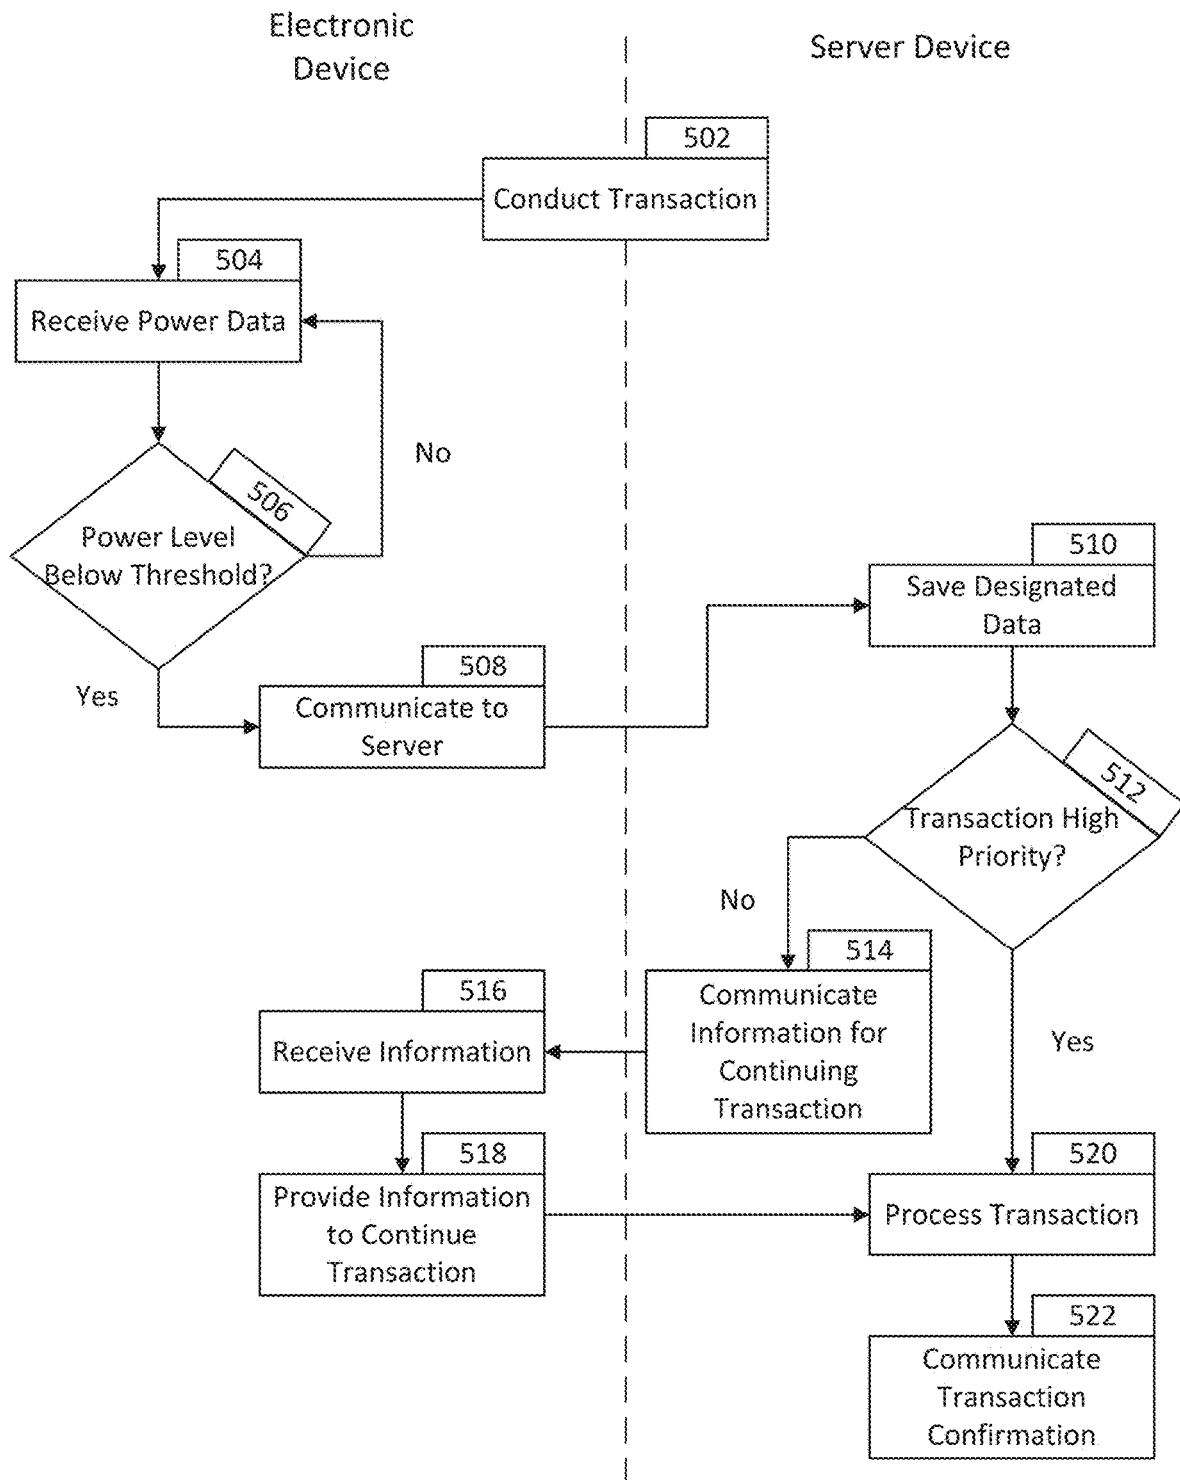 Electronic
Device
Server Device
502
Conduct Transaction
504
Receive Power Data
No
506
Power Level
Below Threshold?
Yes
508
Communicate to
Server
510
Save Designated
Data
512
Transaction High
Priority?
No
514
Communicate
Information for
Continuing
Transaction
Yes
516
Receive Information
518
Provide Information
to Continue
Transaction
520
Process Transaction
522
Communicate
Transaction
Confirmation